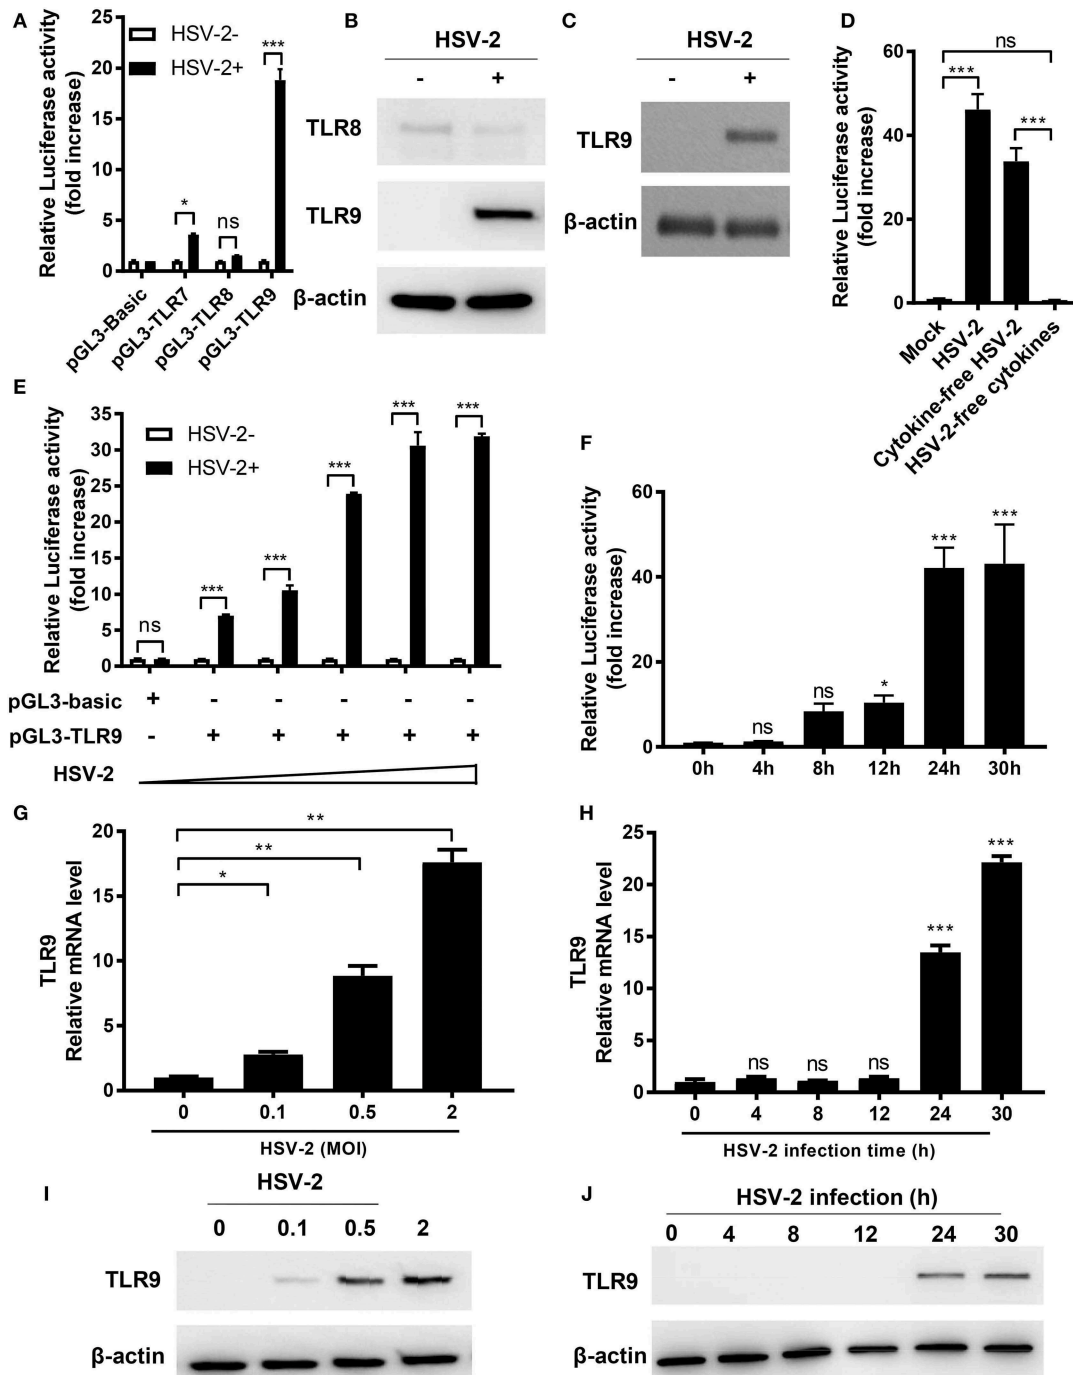 A
Relative Luciferase activity
(fold increase)
25
20
15
10
5
0
HSV-2-
HSV-2+
*
ns
***
pGL3-Basic
pGL3-TLR7
pGL3-TLR8
pGL3-TLR9
B
HSV-2
- +
TLR8
TLR9
β-actin
C
HSV-2
- +
TLR9
β-actin
D
Relative Luciferase activity
(fold increase)
60
40
20
0
ns
***
***
Mock
HSV-2
Cytokine-free HSV-2
HSV-2-free cytokines
E
Relative Luciferase activity
(fold increase)
35
30
25
20
15
10
5
0
HSV-2-
HSV-2+
ns
***
***
***
***
***
pGL3-basic + - - - - -
pGL3-TLR9 - + + + + +
HSV-2
F
Relative Luciferase activity
(fold increase)
60
40
20
0
ns
ns
*
***
***
0h 4h 8h 12h 24h 30h
G
TLR9
Relative mRNA level
20
15
10
5
0
**
**
*
0 0.1 0.5 2
HSV-2 (MOI)
H
TLR9
Relative mRNA level
25
20
15
10
5
0
ns
ns
ns
***
***
0 4 8 12 24 30
HSV-2 infection time (h)
I
HSV-2
0 0.1 0.5 2
TLR9
β-actin
J
HSV-2 infection (h)
0 4 8 12 24 30
TLR9
β-actin